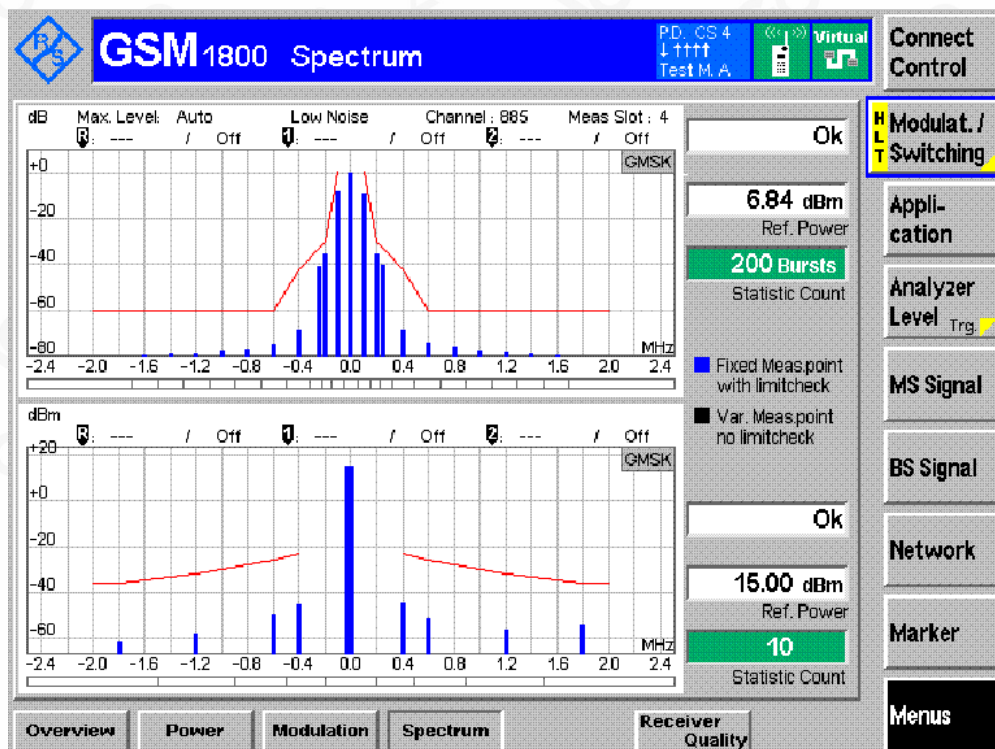 R S
GSM 1800 Spectrum
P.D. CS 4
↓↑↑↑↑
Test M. A
Virtual
Connect
Control
dB Max. Level: Auto Low Noise Channel : 885 Meas Slot : 4
R: --- / Off 1: --- / Off 2: --- / Off
GMSK
+0
-20
-40
-60
-80
MHz
-2.4 -2.0 -1.6 -1.2 -0.8 -0.4 0.0 0.4 0.8 1.2 1.6 2.0 2.4
Ok
6.84 dBm
Ref. Power
200 Bursts
Statistic Count
Fixed Meas.point
with limitcheck
Var. Meas.point
no limitcheck
dBm
R: --- / Off 1: --- / Off 2: --- / Off
GMSK
+20
+0
-20
-40
-60
MHz
-2.4 -2.0 -1.6 -1.2 -0.8 -0.4 0.0 0.4 0.8 1.2 1.6 2.0 2.4
Ok
15.00 dBm
Ref. Power
10
Statistic Count
HLT
Modulat. /
Switching
Appli-
cation
Analyzer
Level Trg.
MS Signal
BS Signal
Network
Marker
Menus
Overview
Power
Modulation
Spectrum
Receiver
Quality